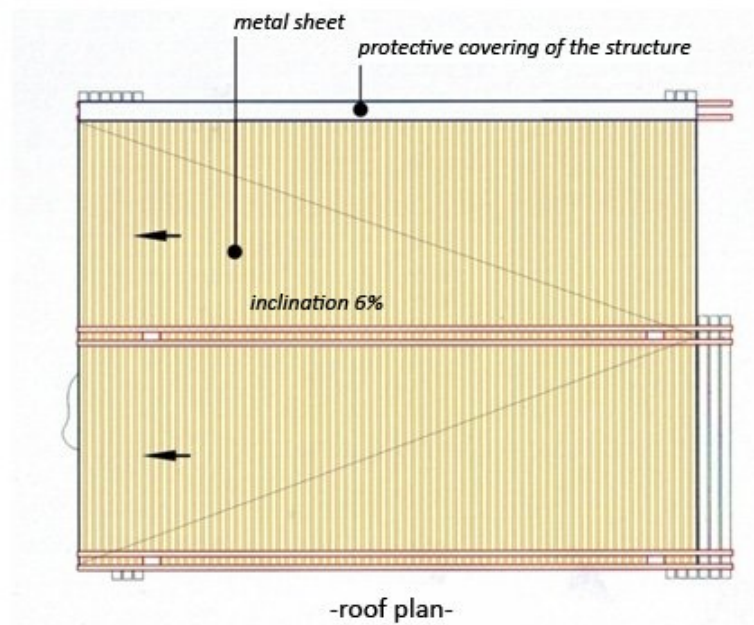 metal sheet
protective covering of the structure
inclination 6%
-roof plan-